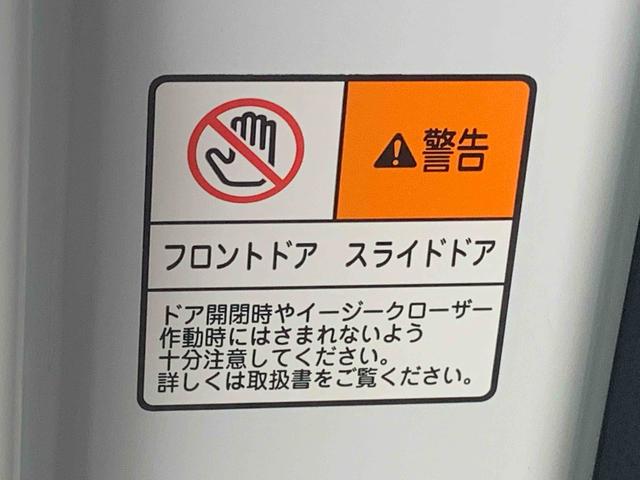 警告
フロントドア スライドドア
ドア開閉時やイージークローザー
作動時にはさまれないよう
十分注意してください。
詳しくは取扱書をご覧ください。